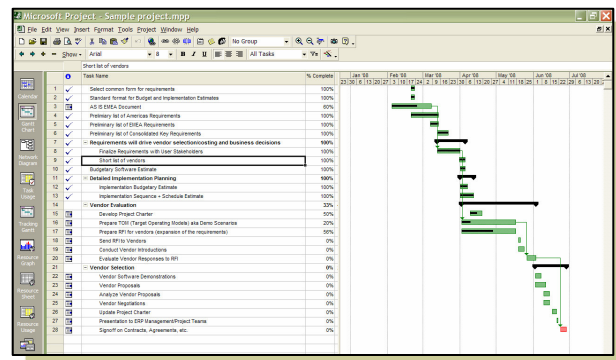 Microsoft Project - Sample project.mpp
File Edit View Insert Format Tools Project Window Help
No Group
Show Arial 8 B I U All Tasks
Short list of vendors
Task Name % Complete Jan '08 Feb '08 Mar '08 Apr '08 May '08 Jun '08 Jul '08
1 Select common form for requirements 100%
2 Standard format for Budget and Implementation Estimates 100%
3 AS IS EMEA Document 60%
4 Preliminary list of Americas Requirements 100%
5 Preliminary list of EMEA Requirements 100%
6 Preliminary list of Consolidated Key Requirements 100%
7 Requirements will drive vendor selection/costing and business decisions 100%
8 Finalize Requirements with User Stakeholders 100%
9 Short list of vendors 100%
10 Budgetary Software Estimate 100%
11 Detailed Implementation Planning 100%
12 Implementation Budgetary Estimate 100%
13 Implementation Sequence + Schedule Estimate 100%
14 Vendor Evaluation 33%
15 Develop Project Charter 50%
16 Prepare TOM (Target Operating Models) aka Demo Scenarios 20%
17 Prepare RFI for vendors (expansion of the requirements) 56%
18 Send RFI to Vendors 0%
19 Conduct Vendor Introductions 0%
20 Evaluate Vendor Responses to RFI 0%
21 Vendor Selection 0%
22 Vendor Software Demonstrations 0%
23 Vendor Proposals 0%
24 Analyze Vendor Proposals 0%
25 Vendor Negotiations 0%
26 Update Project Charter 0%
27 Presentation to ERP Management/Project Teams 0%
28 Signoff on Contracts, Agreements, etc. 0%
Calendar
Gantt
Chart
Network
Diagram
Task
Usage
Tracking
Gantt
Resource
Graph
Resource
Sheet
Resource
Usage